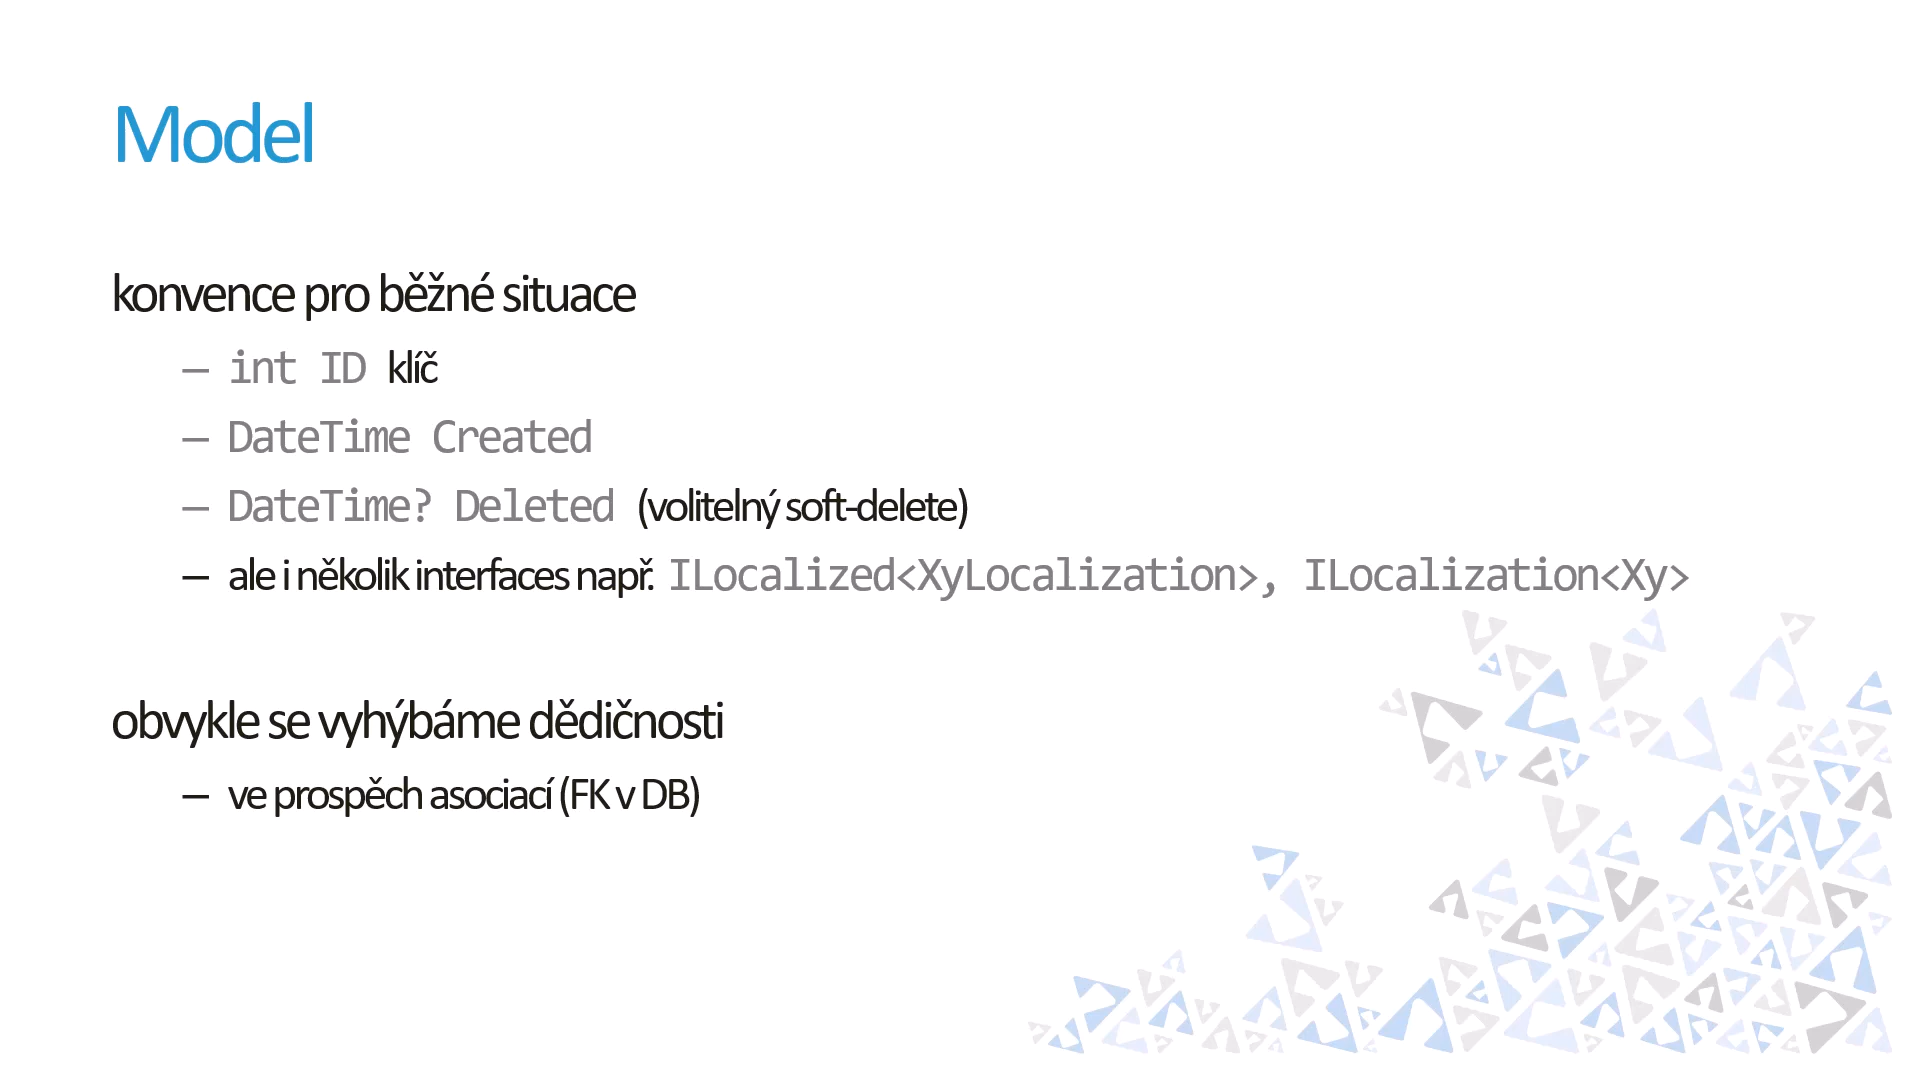 Model
konvence pro běžné situace
– int ID klíč
– DateTime Created
– DateTime? Deleted (volitelný soft-delete)
– ale i několik interfaces např. ILocalized<XyLocalization>, ILocalization<Xy>
obvykle se vyhýbáme dědičnosti
– ve prospěch asociací (FK v DB)